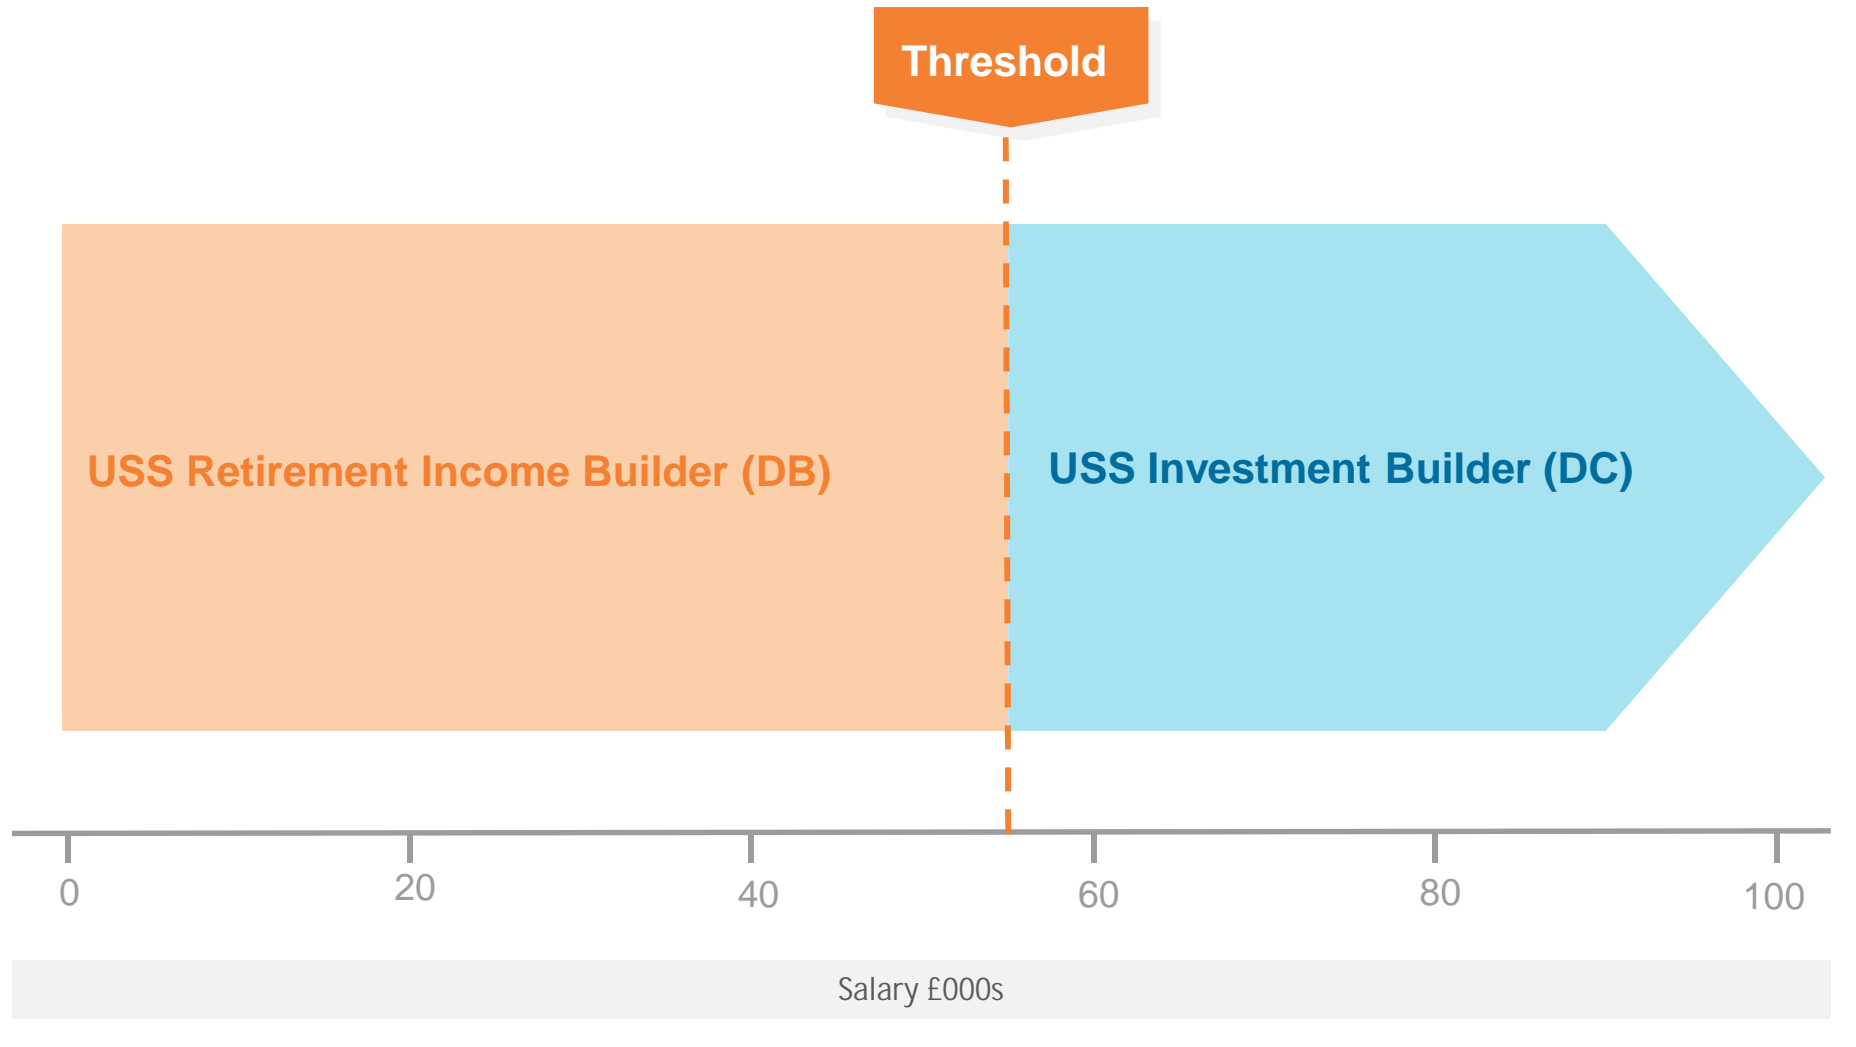 Threshold
USS Retirement Income Builder (DB)
USS Investment Builder (DC)
0
20
40
60
80
100
Salary £000s